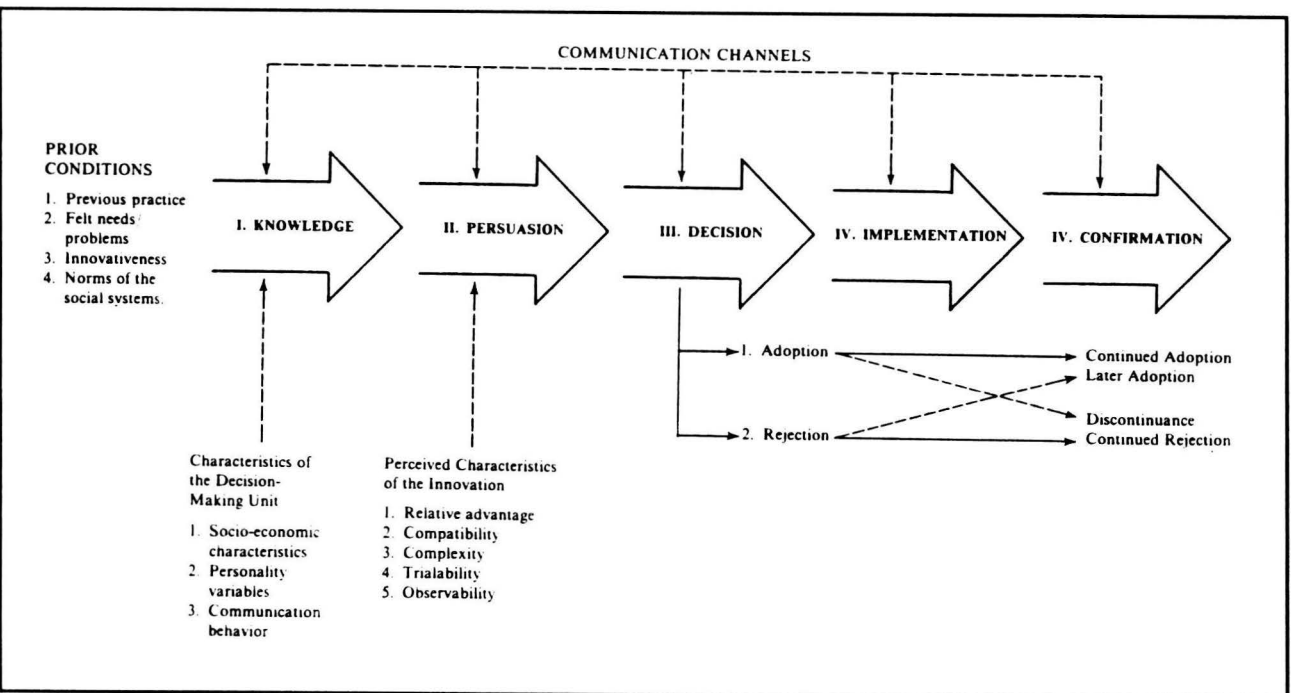 COMMUNICATION CHANNELS
PRIOR
CONDITIONS
1. Previous practice
2. Felt needs/
problems
3. Innovativeness
4. Norms of the
social systems.
I. KNOWLEDGE
II. PERSUASION
III. DECISION
IV. IMPLEMENTATION
IV. CONFIRMATION
1. Adoption
2. Rejection
Continued Adoption
Later Adoption
Discontinuance
Continued Rejection
Characteristics of
the Decision-
Making Unit
1. Socio-economic
characteristics
2. Personality
variables
3. Communication
behavior
Perceived Characteristics
of the Innovation
1. Relative advantage
2. Compatibility
3. Complexity
4. Trialability
5. Observability